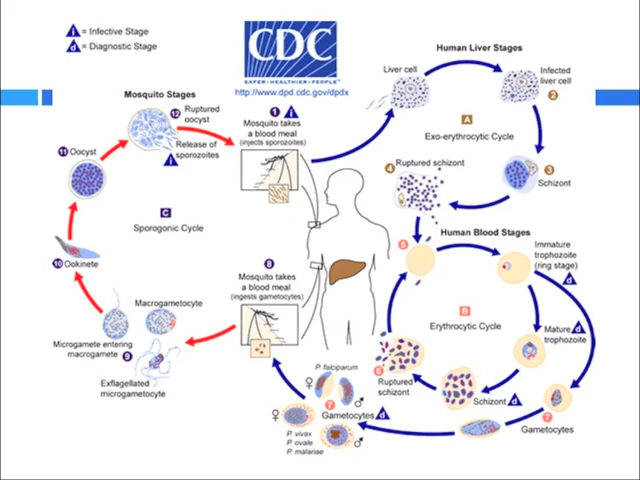 i = Infective Stage
d = Diagnostic Stage
CDC
SAFER • HEALTHIER • PEOPLE™
http://www.dpd.cdc.gov/dpdx
Human Liver Stages
Liver cell
Infected
liver cell
2
A
Exo-erythrocytic Cycle
3
Schizont
4 Ruptured schizont
Mosquito Stages
12 Ruptured
oocyst
1 i
Mosquito takes
a blood meal
(injects sporozoites)
11 Oocyst
Release of
sporozoites
i
C
Sporogonic Cycle
10 Ookinete
Macrogametocyte
Microgamete entering
macrogamete
9
Exflagellated
microgametocyte
8
Mosquito takes
a blood meal
(ingests gametocytes)
Human Blood Stages
5
Immature
trophozoite
(ring stage)
d
B
Erythrocytic Cycle
Mature d
trophozoite
6
Ruptured
schizont
Schizont d
7
Gametocytes
P. falciparum
♀
7 ♂
Gametocytes d
♀
P. vivax
P. ovale
P. malariae
♂